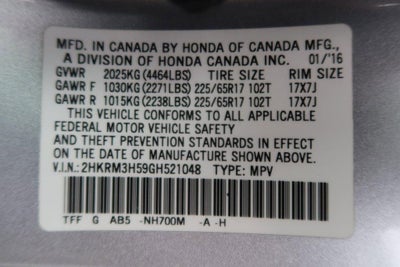 MFD. IN CANADA BY HONDA OF CANADA MFG.,
A DIVISION OF HONDA CANADA INC. 01/'16
GVWR 2025KG (4464LBS) TIRE SIZE RIM SIZE
GAWR F 1030KG (2271LBS) 225/65R17 102T 17X7J
GAWR R 1015KG (2238LBS) 225/65R17 102T 17X7J
THIS VEHICLE CONFORMS TO ALL APPLICABLE
FEDERAL MOTOR VEHICLE SAFETY
AND THEFT PREVENTION STANDARDS IN EFFECT
ON THE DATE OF MANUFACTURE SHOWN ABOVE.
V.I.N.: 2HKRM3H59GH521048 TYPE: MPV
TFF G AB5 -NH700M -A -H